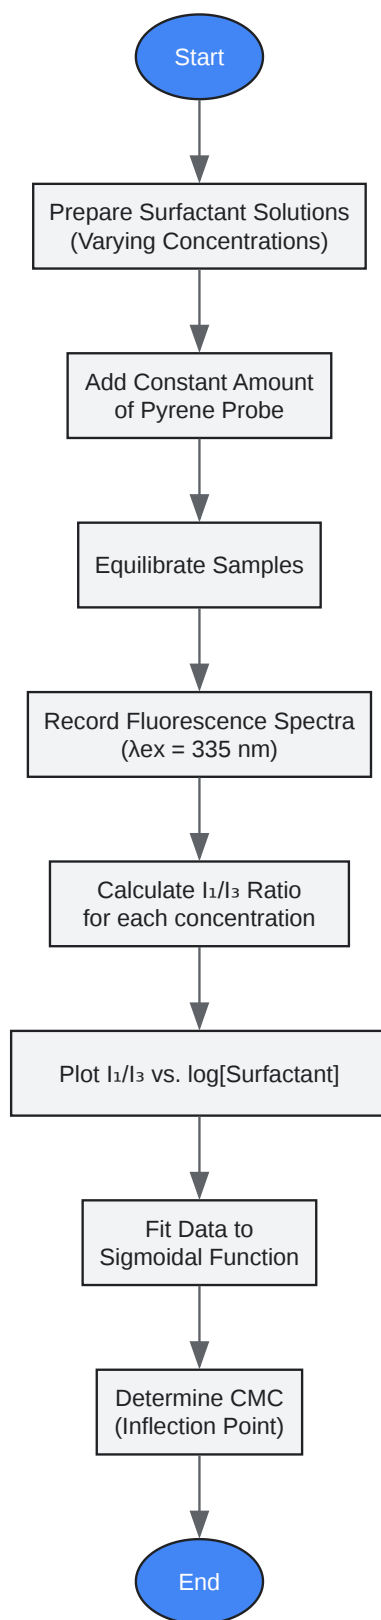 Start
Prepare Surfactant Solutions
(Varying Concentrations)
Add Constant Amount
of Pyrene Probe
Equilibrate Samples
Record Fluorescence Spectra
(λex = 335 nm)
Calculate I₁/I₃ Ratio
for each concentration
Plot I₁/I₃ vs. log[Surfactant]
Fit Data to
Sigmoidal Function
Determine CMC
(Inflection Point)
End